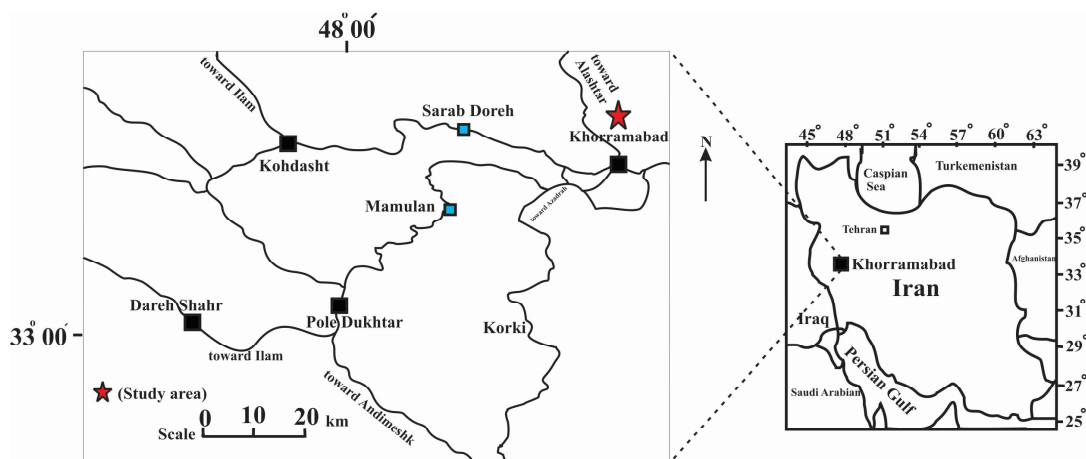 48° 00′
toward Ilam
toward
Alashtar
Sarab Doreh
Khorramabad
Kohdasht
N
Mamulan
toward Azadrah
Dareh Shahr
Pole Dukhtar
Korki
33° 00′
toward Ilam
toward Andimeshk
(Study area)
0 10 20 km
Scale
45° 48° 51° 54° 57° 60° 63°
39°
Caspian
Sea
Turkemenistan
37°
Tehran
35°
Afghanistan
Khorramabad
33°
Iran
31°
Iraq
29°
Persian Gulf
Saudi Arabian
27°
25°